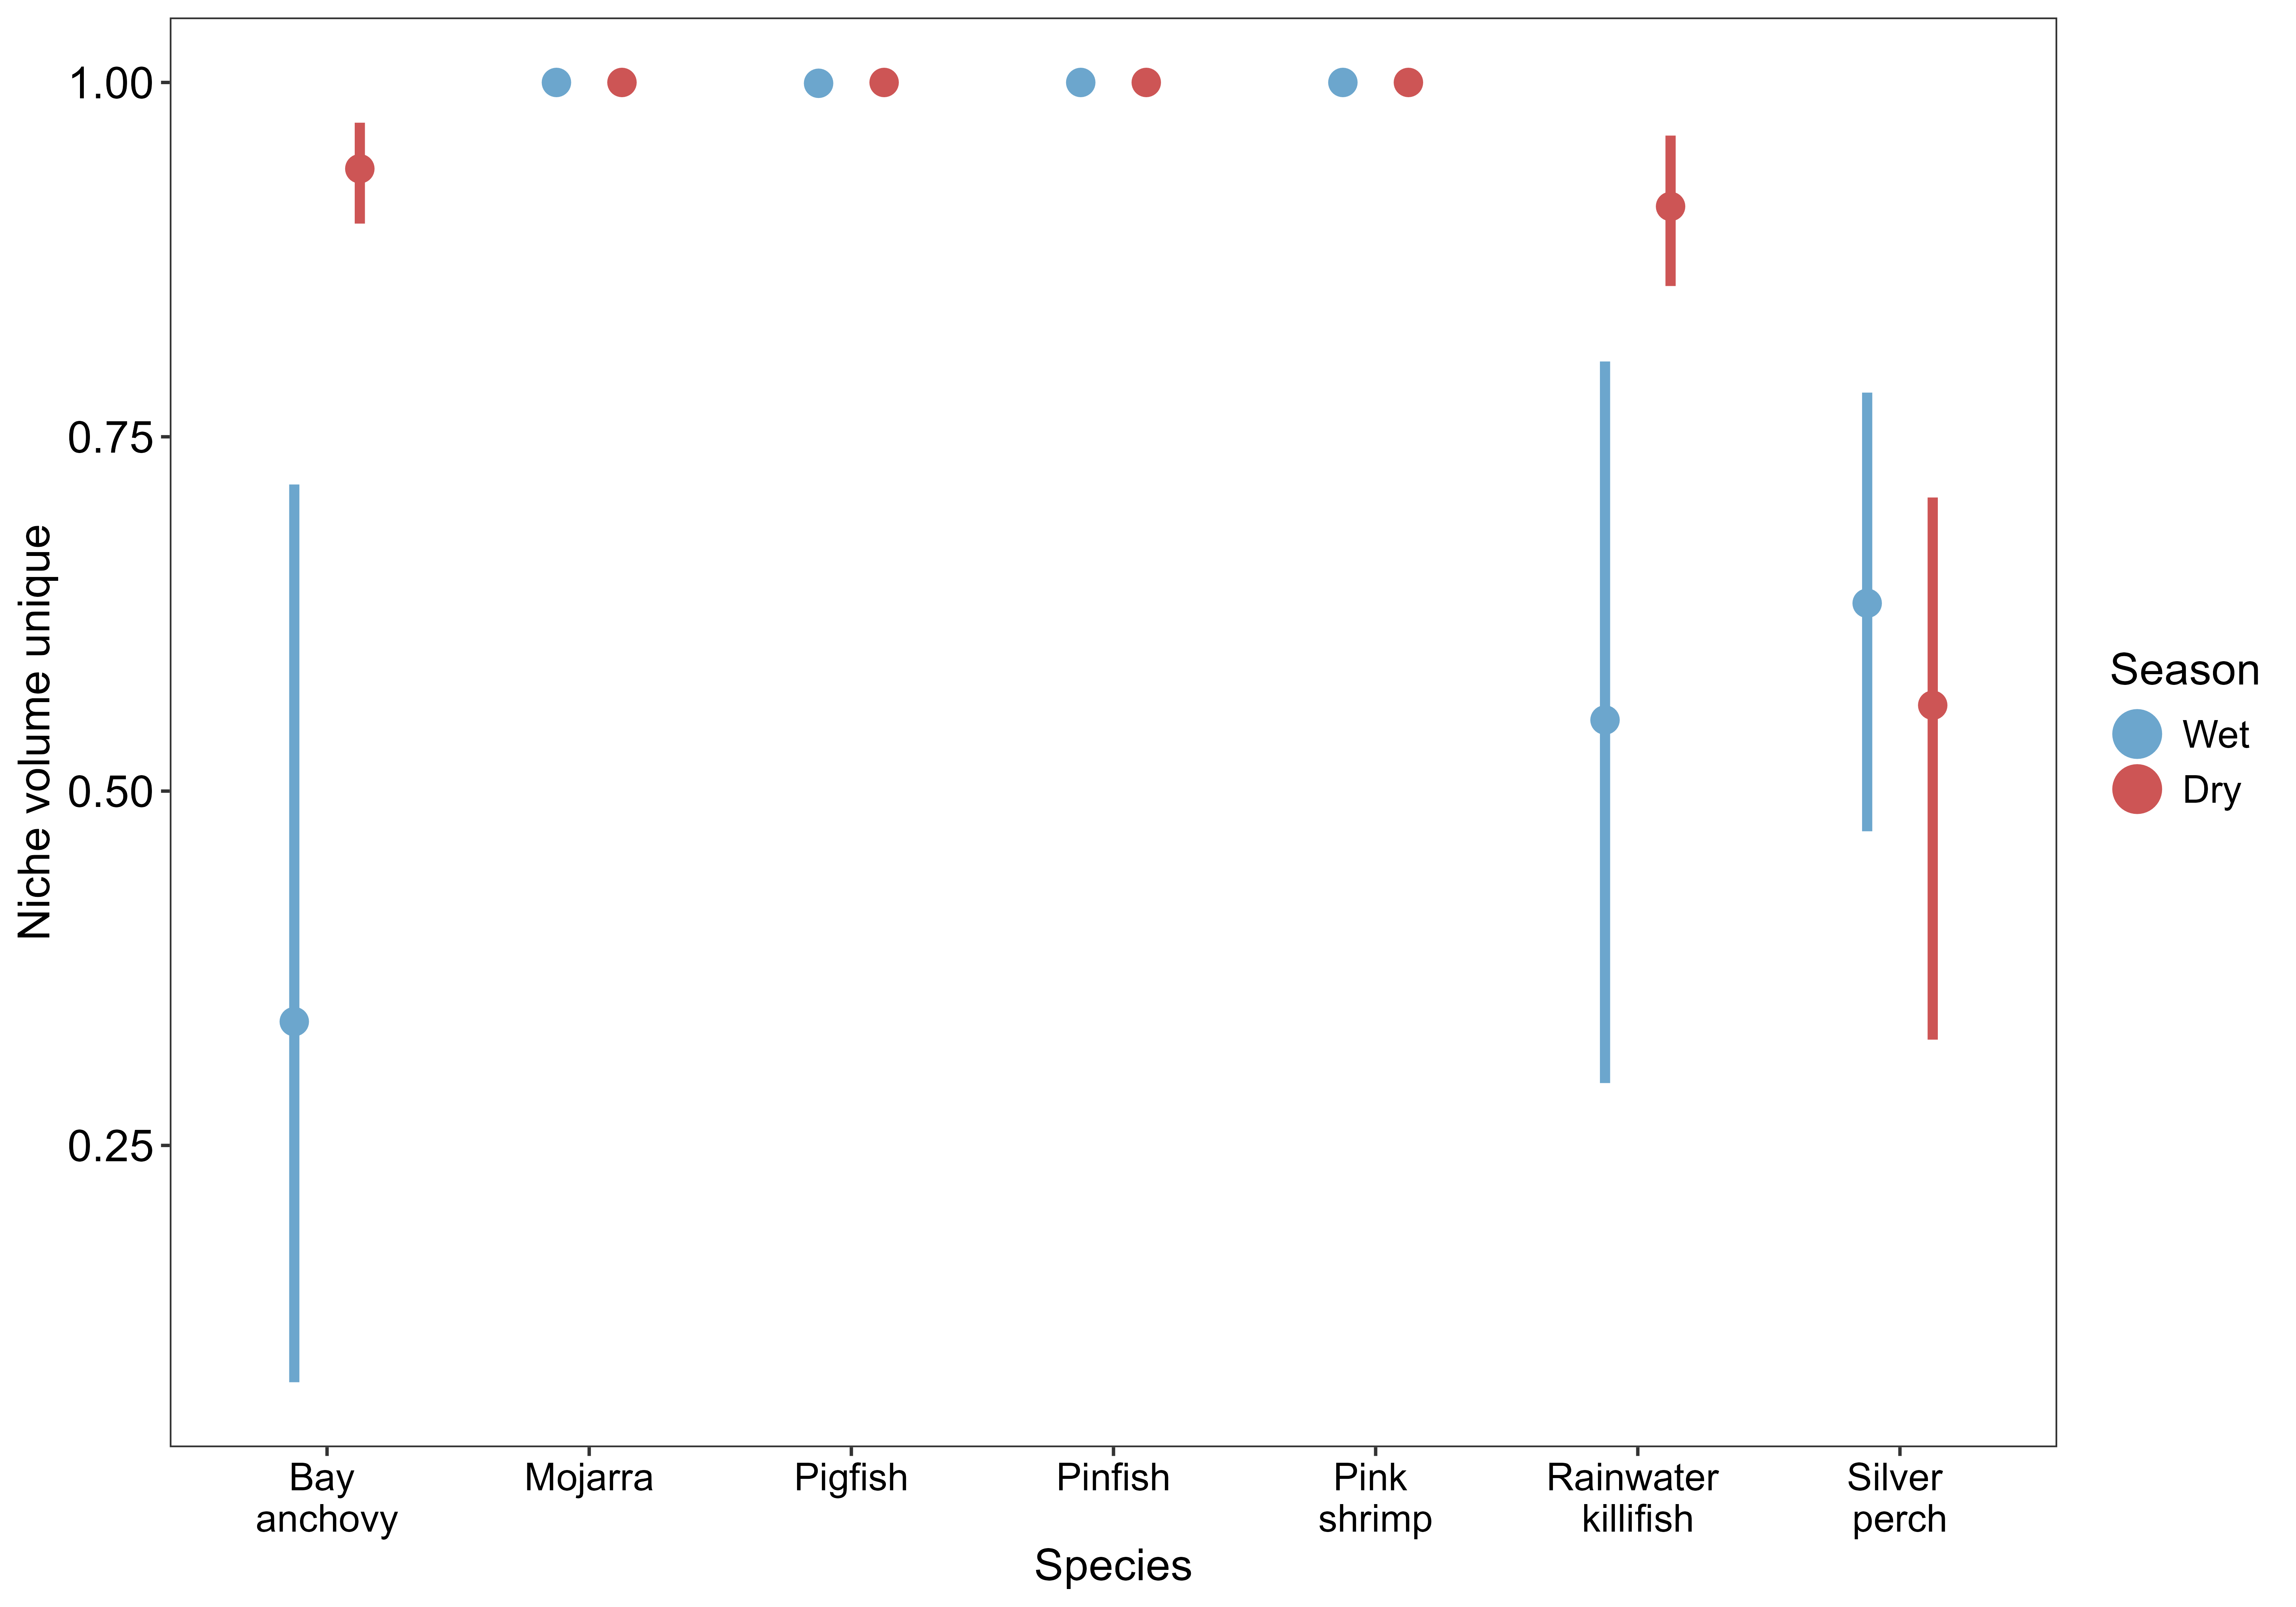 1.00
0.75
0.50
0.25
Niche volume unique
Bay
anchovy
Mojarra
Pigfish
Pinfish
Pink
shrimp
Rainwater
killifish
Silver
perch
Species
Season
Wet
Dry